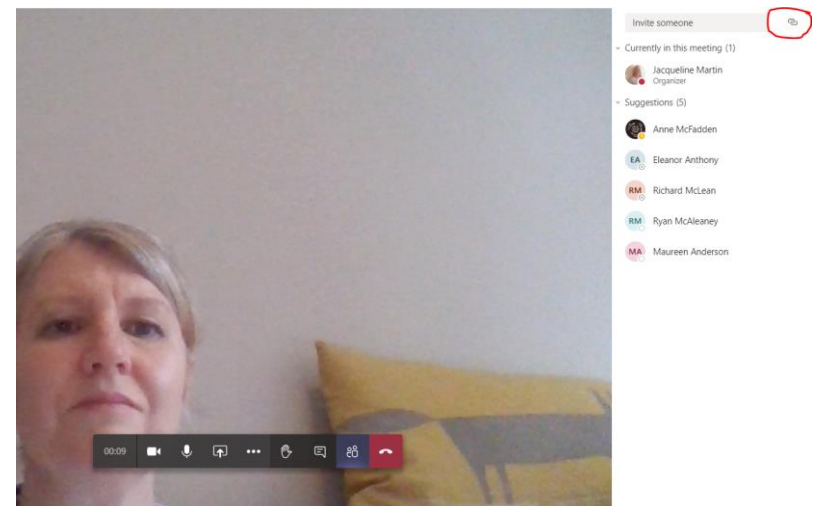 Invite someone
Currently in this meeting (1)
Jacqueline Martin
Organizer
Suggestions (5)
Anne McFadden
EA Eleanor Anthony
RM Richard McLean
RM Ryan McAleaney
MA Maureen Anderson
00:09